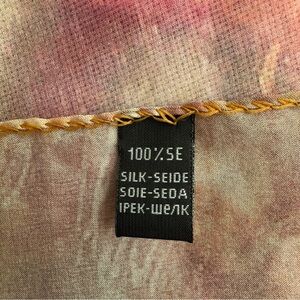 100% SE
SILK-SEIDE
SOIE-SEDA
IPEK-Шелк